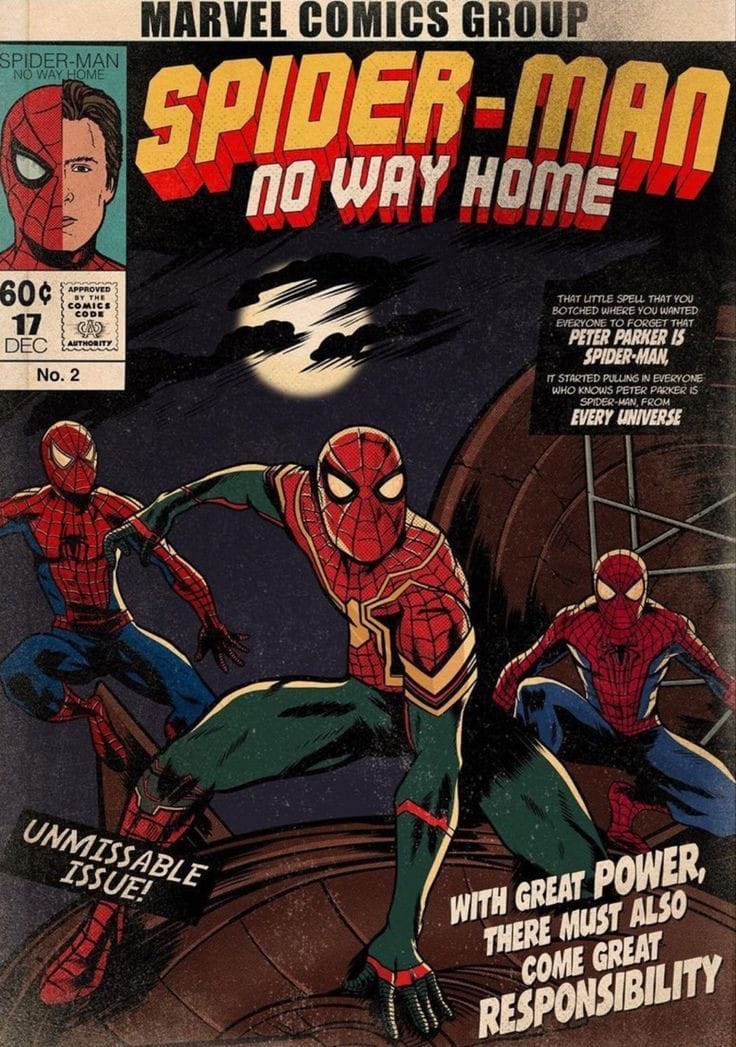 MARVEL COMICS GROUP
SPIDER-MAN
NO WAY HOME
SPIDER-MAN
NO WAY HOME
60¢
17
DEC
APPROVED
BY THE
COMICS
CODE
CA
AUTHORITY
No. 2
THAT LITTLE SPELL THAT YOU
BOTCHED WHERE YOU WANTED
EVERYONE TO FORGET THAT
PETER PARKER IS
SPIDER-MAN,
IT STARTED PULLING IN EVERYONE
WHO KNOWS PETER PARKER IS
SPIDER-MAN, FROM
EVERY UNIVERSE
UNMISSABLE
ISSUE!
WITH GREAT POWER,
THERE MUST ALSO
COME GREAT
RESPONSIBILITY